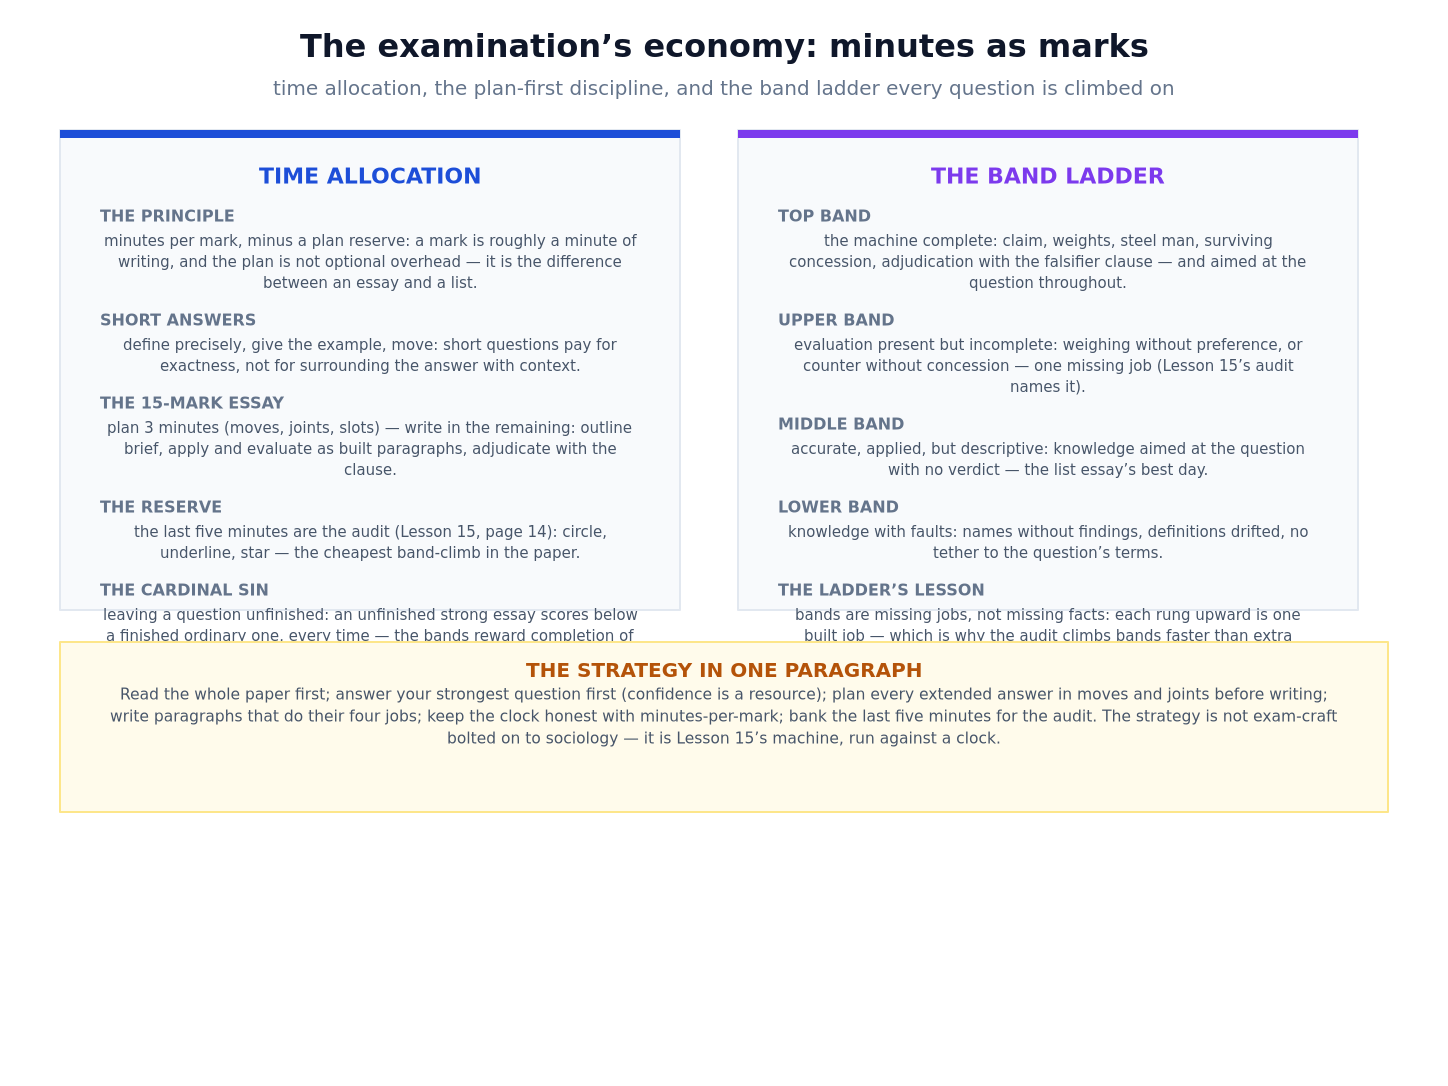 The examination’s economy: minutes as marks
time allocation, the plan-first discipline, and the band ladder every question is climbed on
TIME ALLOCATION
THE PRINCIPLE
minutes per mark, minus a plan reserve: a mark is roughly a minute of
writing, and the plan is not optional overhead — it is the difference
between an essay and a list.
SHORT ANSWERS
define precisely, give the example, move: short questions pay for
exactness, not for surrounding the answer with context.
THE 15-MARK ESSAY
plan 3 minutes (moves, joints, slots) — write in the remaining: outline
brief, apply and evaluate as built paragraphs, adjudicate with the
clause.
THE RESERVE
the last five minutes are the audit (Lesson 15, page 14): circle,
underline, star — the cheapest band-climb in the paper.
THE CARDINAL SIN
leaving a question unfinished: an unfinished strong essay scores below
a finished ordinary one, every time — the bands reward completion of
THE BAND LADDER
TOP BAND
the machine complete: claim, weights, steel man, surviving
concession, adjudication with the falsifier clause — and aimed at the
question throughout.
UPPER BAND
evaluation present but incomplete: weighing without preference, or
counter without concession — one missing job (Lesson 15’s audit
names it).
MIDDLE BAND
accurate, applied, but descriptive: knowledge aimed at the question
with no verdict — the list essay’s best day.
LOWER BAND
knowledge with faults: names without findings, definitions drifted, no
tether to the question’s terms.
THE LADDER’S LESSON
bands are missing jobs, not missing facts: each rung upward is one
built job — which is why the audit climbs bands faster than extra
THE STRATEGY IN ONE PARAGRAPH
Read the whole paper first; answer your strongest question first (confidence is a resource); plan every extended answer in moves and joints before writing;
write paragraphs that do their four jobs; keep the clock honest with minutes-per-mark; bank the last five minutes for the audit. The strategy is not exam-craft
bolted on to sociology — it is Lesson 15’s machine, run against a clock.